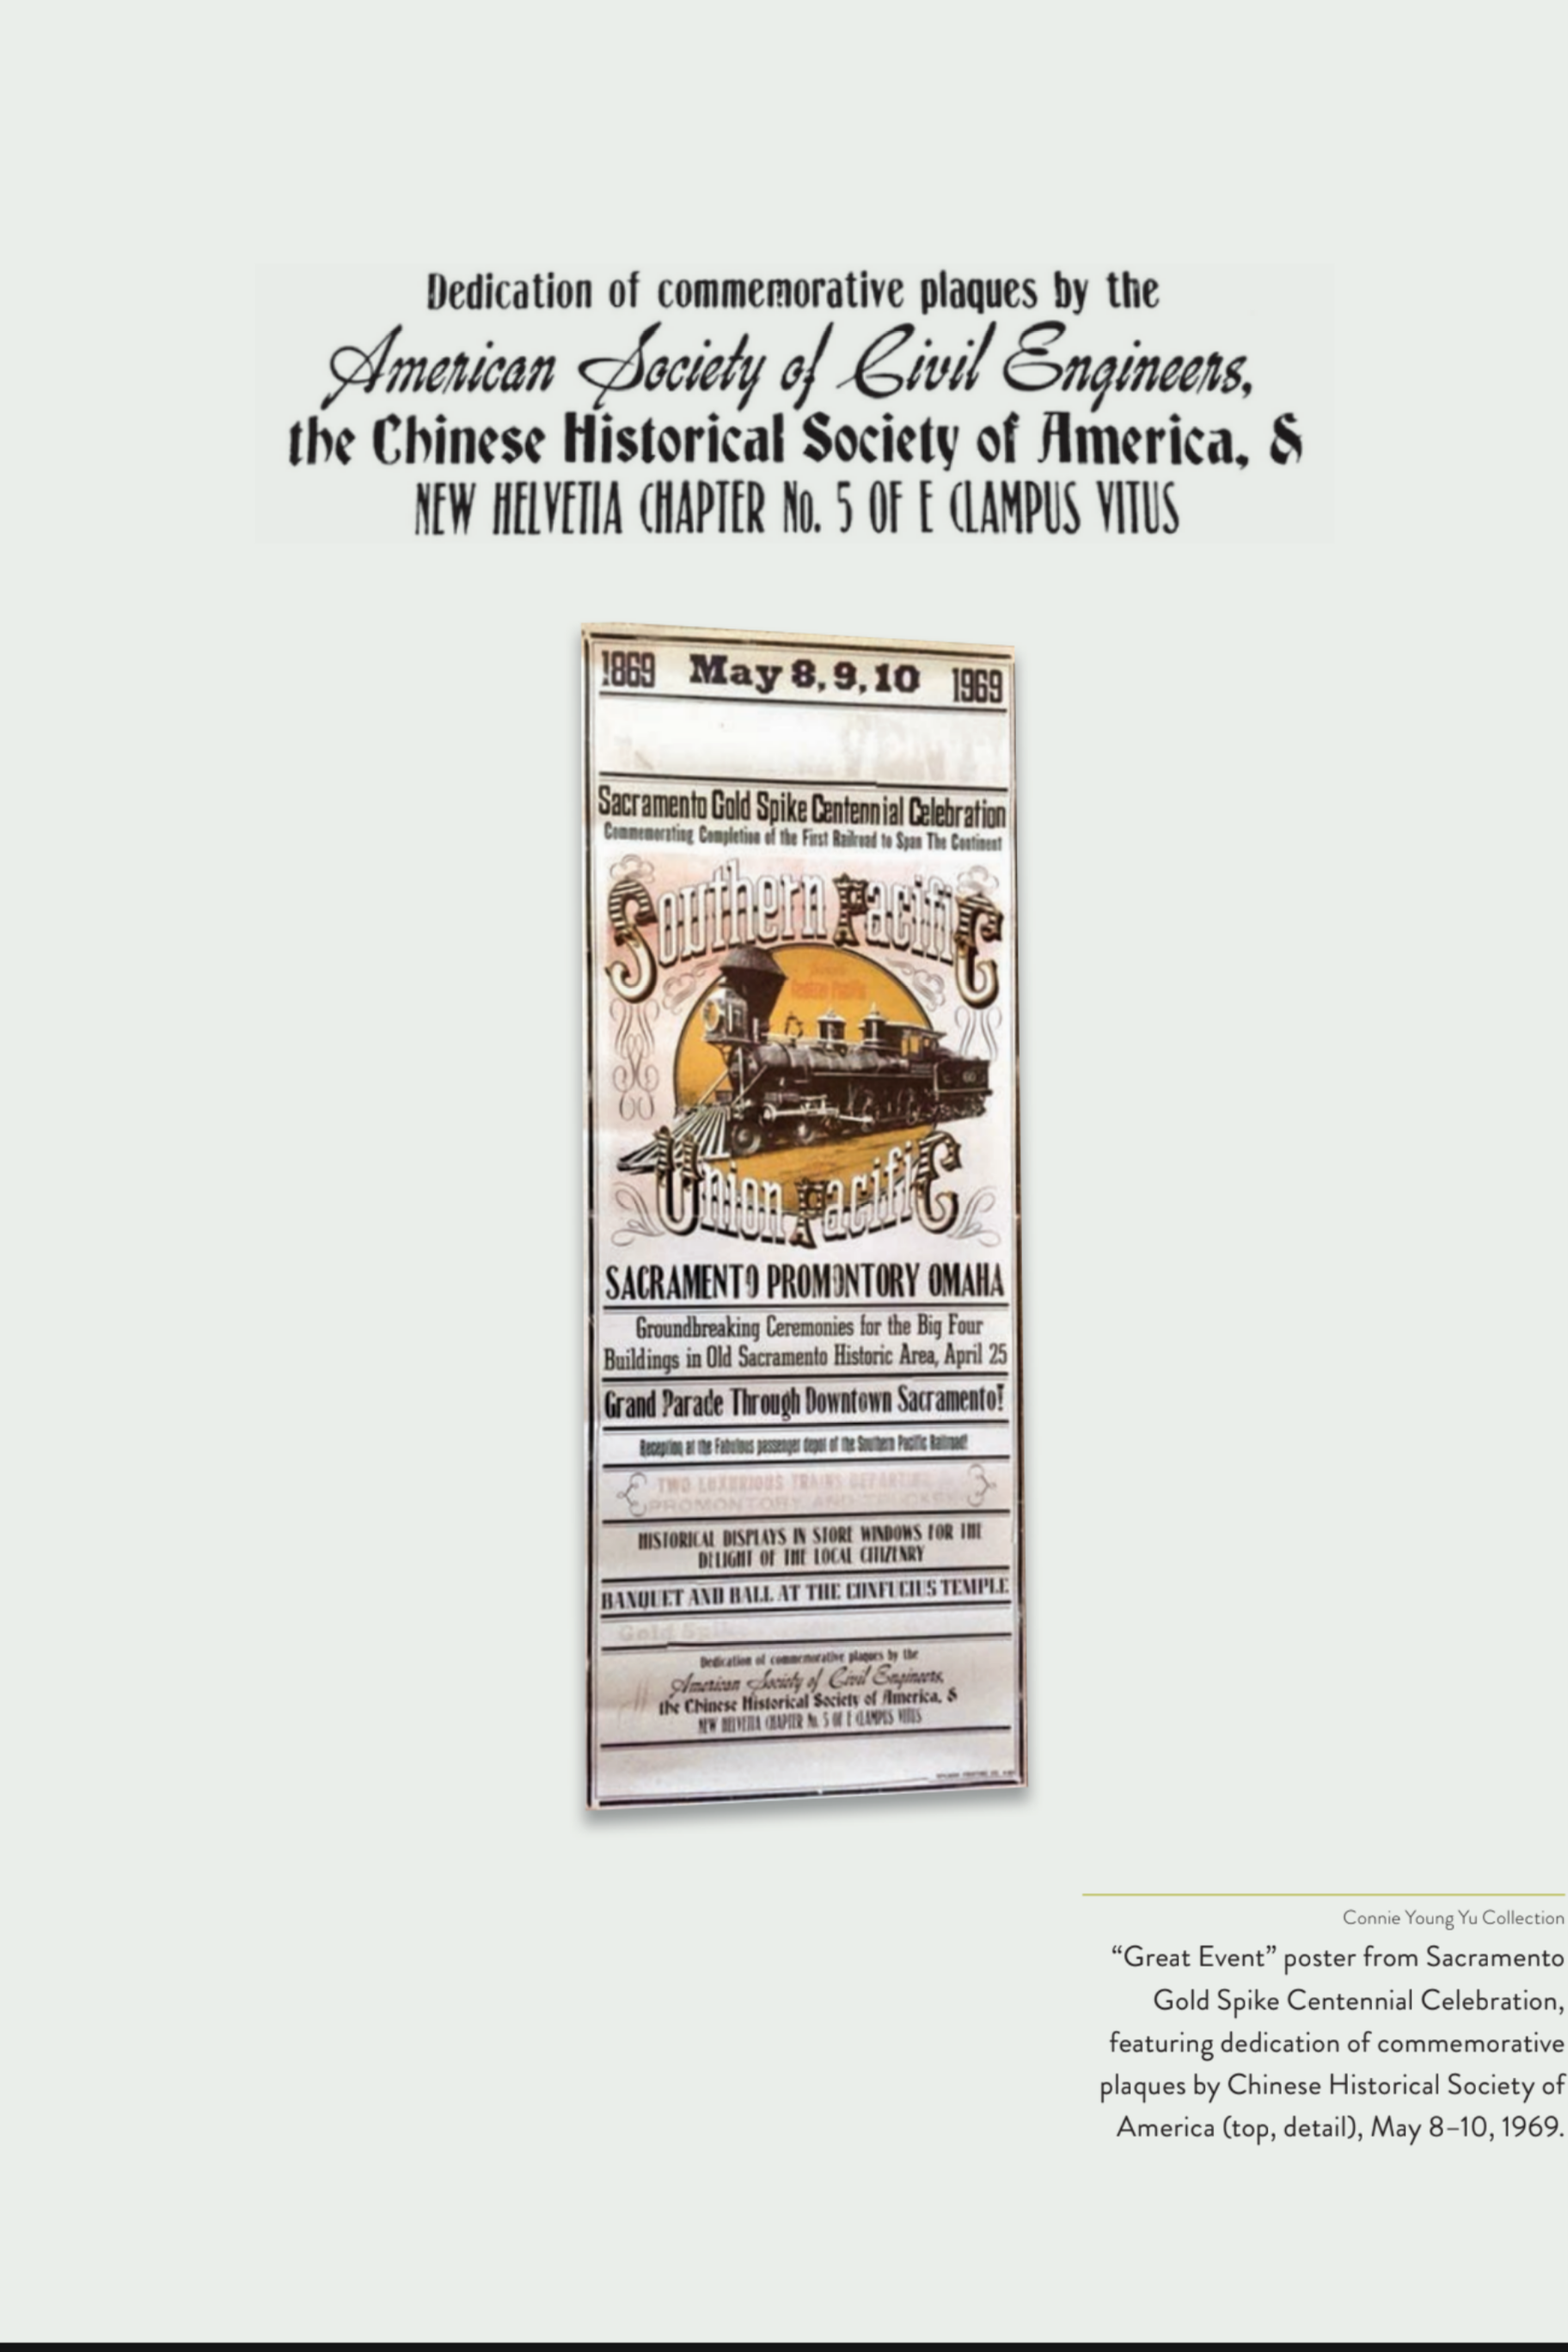 Dedication of commemorative plaques by the
American Society of Civil Engineers,
the Chinese Historical Society of America, &
NEW HELVETIA CHAPTER No. 5 OF E CLAMPUS VITUS
1869 May 8, 9, 10 1969
Sacramento Gold Spike Centennial Celebration
Commemorating Completion of the First Railroad to Span The Continent
Southern Pacific
Union Pacific
SACRAMENTO PROMONTORY OMAHA
Groundbreaking Ceremonies for the Big Four
Buildings in Old Sacramento Historic Area, April 25
Grand Parade Through Downtown Sacramento!
Reception at the Fabulous passenger depot of the Southern Pacific Railroad!
TWO LUXURIOUS TRAINS DEPARTING
PROMONTORY AND TRUCKEE
HISTORICAL DISPLAYS IN STORE WINDOWS FOR THE
DELIGHT OF THE LOCAL CITIZENRY
BANQUET AND BALL AT THE CONFUCIUS TEMPLE
Gold
Dedication of commemorative plaques by the
American Society of Civil Engineers,
the Chinese Historical Society of America, &
NEW HELVETIA CHAPTER No. 5 OF E CLAMPUS VITUS
Connie Young Yu Collection
“Great Event” poster from Sacramento
Gold Spike Centennial Celebration,
featuring dedication of commemorative
plaques by Chinese Historical Society of
America (top, detail), May 8–10, 1969.